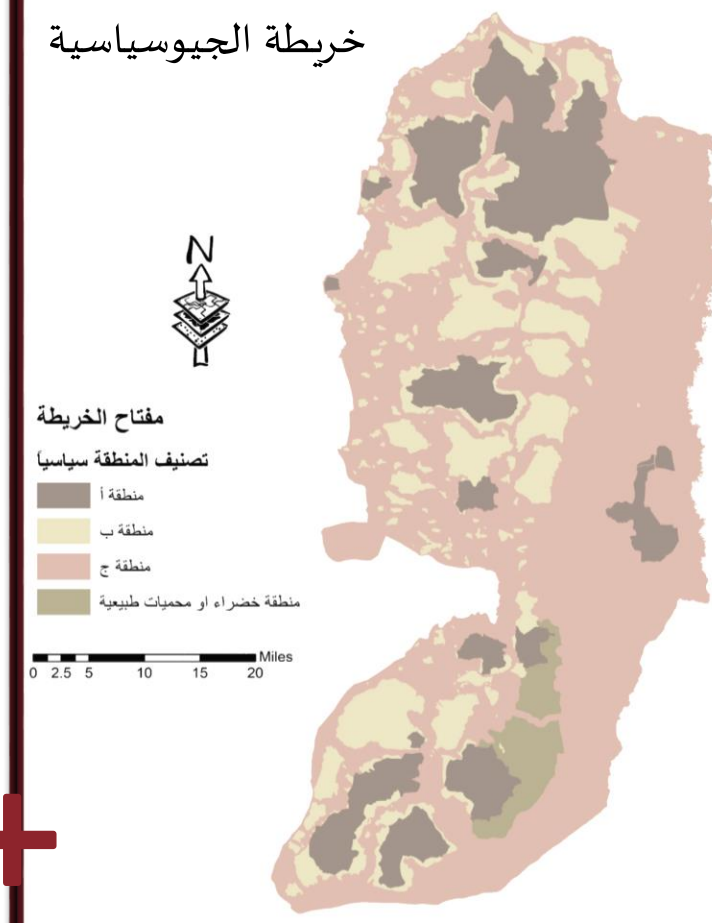 خريطة الجيوسياسية
N
مفتاح الخريطة
تصنيف المنطقة سياسياً
منطقة أ
منطقة ب
منطقة ج
منطقة خضراء او محميات طبيعية
Miles
0 2.5 5 10 15 20